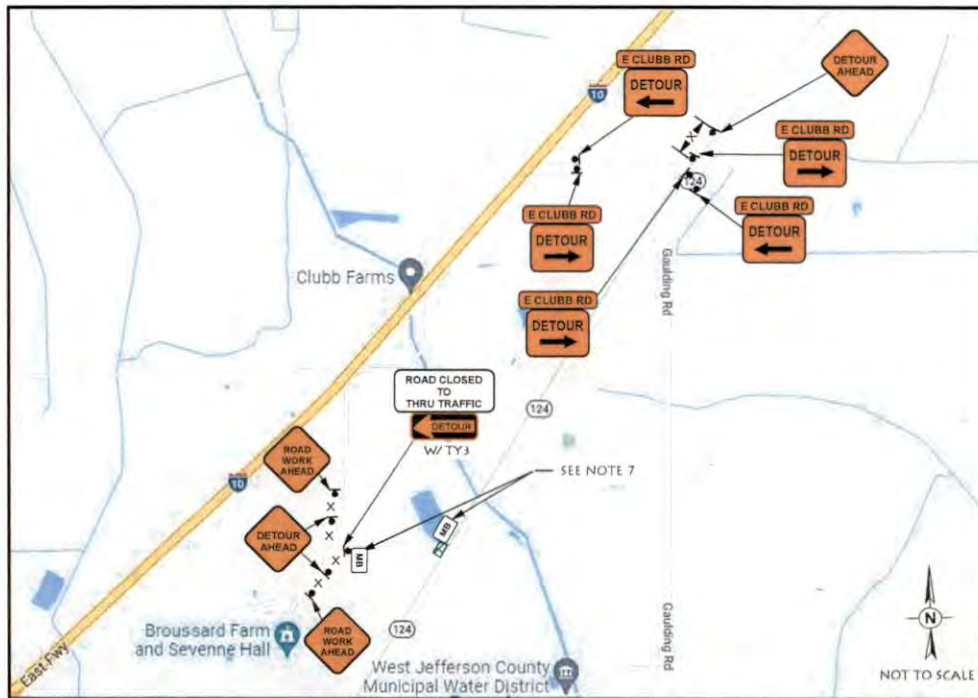 E CLUBB RD
DETOUR
DETOUR
AHEAD
10
E CLUBB RD
DETOUR
X
124
E CLUBB RD
DETOUR
E CLUBB RD
DETOUR
Clubb Farms
Gaulding Rd
E CLUBB RD
DETOUR
ROAD CLOSED
TO
THRU TRAFFIC
DETOUR
W/ TY3
124
ROAD
WORK
AHEAD
SEE NOTE 7
10
X
DETOUR
AHEAD
X
MB
X
MB
X
ROAD
WORK
AHEAD
Broussard Farm
and Sevenne Hall
124
East Fwy
West Jefferson County
Municipal Water District
Gaulding Rd
N
NOT TO SCALE